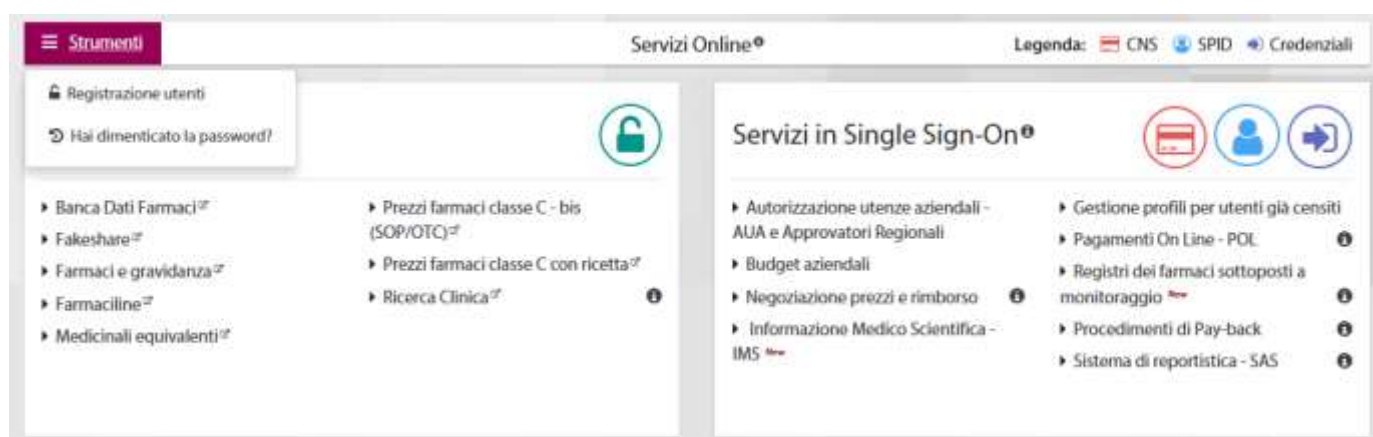 Strumenti
Servizi Online
Legenda: CNS SPID Credenziali
Registrazione utenti
Hai dimenticato la password?
Banca Dati Farmaci
Fakeshare
Farmaci e gravidanza
Farmaciline
Medicinali equivalenti
Prezzi farmaci classe C - bis
(SOP/OTC)
Prezzi farmaci classe C con ricetta
Ricerca Clinica
Servizi in Single Sign-On
Autorizzazione utenze aziendali -
AUA e Approvatori Regionali
Budget aziendali
Negoziazione prezzi e rimborso
Informazione Medico Scientifica -
IMS New
Gestione profili per utenti già censiti
Pagamenti On Line - POL
Registri dei farmaci sottoposti a
monitoraggio New
Procedimenti di Pay-back
Sistema di reportistica - SAS